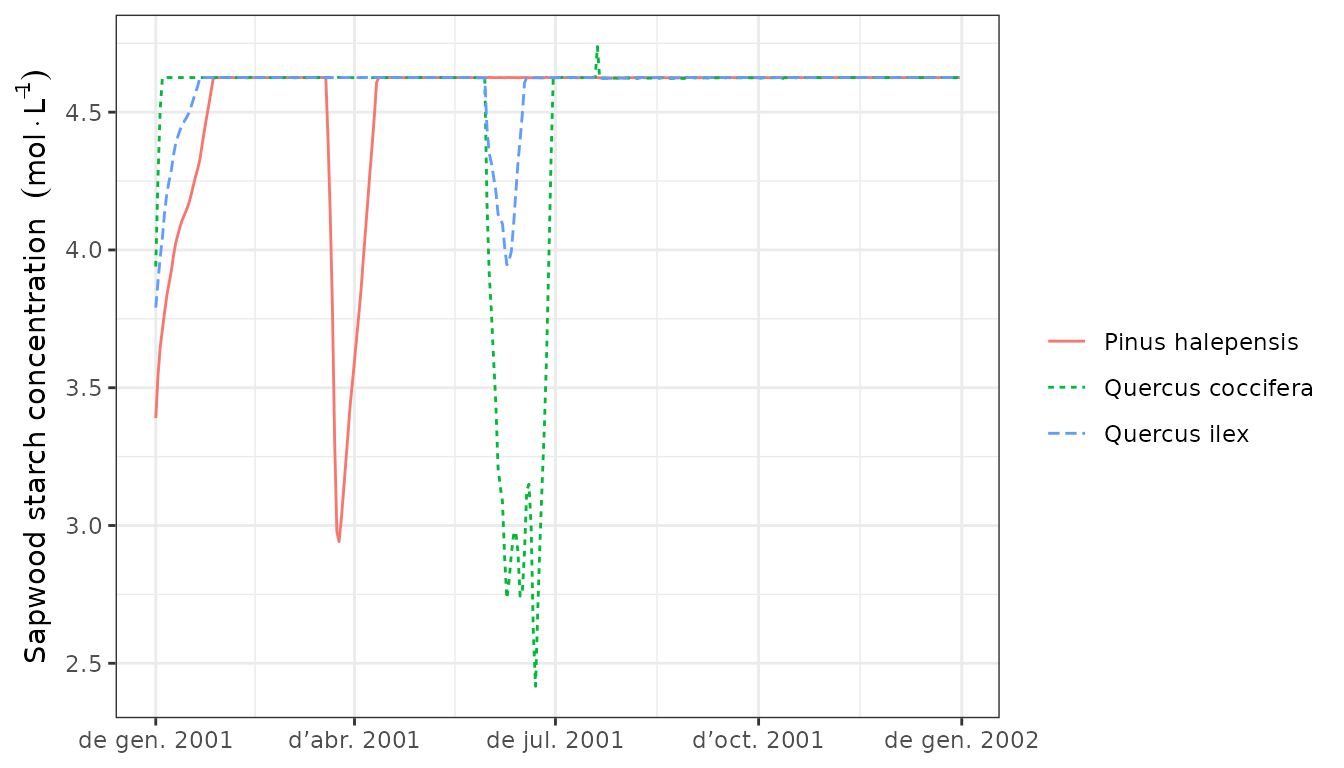 Sapwood starch concentration (mol·L⁻¹)
4.5
4.0
3.5
3.0
2.5
de gen. 2001
d’abr. 2001
de jul. 2001
d’oct. 2001
de gen. 2002
Pinus halepensis
Quercus coccifera
Quercus ilex